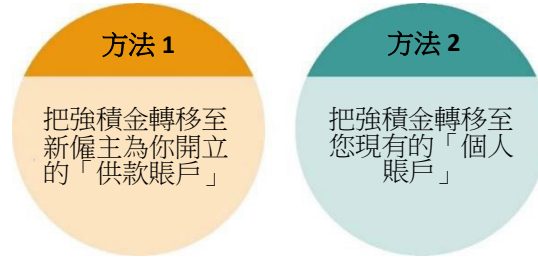 方法 1
把強積金轉移至
新僱主為你開立
的「供款賬戶」
方法 2
把強積金轉移至
您現有的「個人
賬戶」